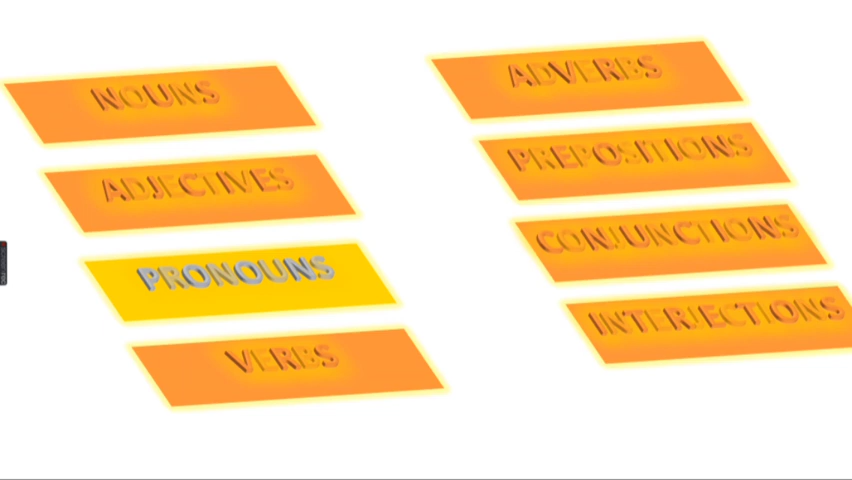 NOUNS
ADJECTIVES
PRONOUNS
VERBS
ADVERBS
PREPOSITIONS
CONJUNCTIONS
INTERJECTIONS